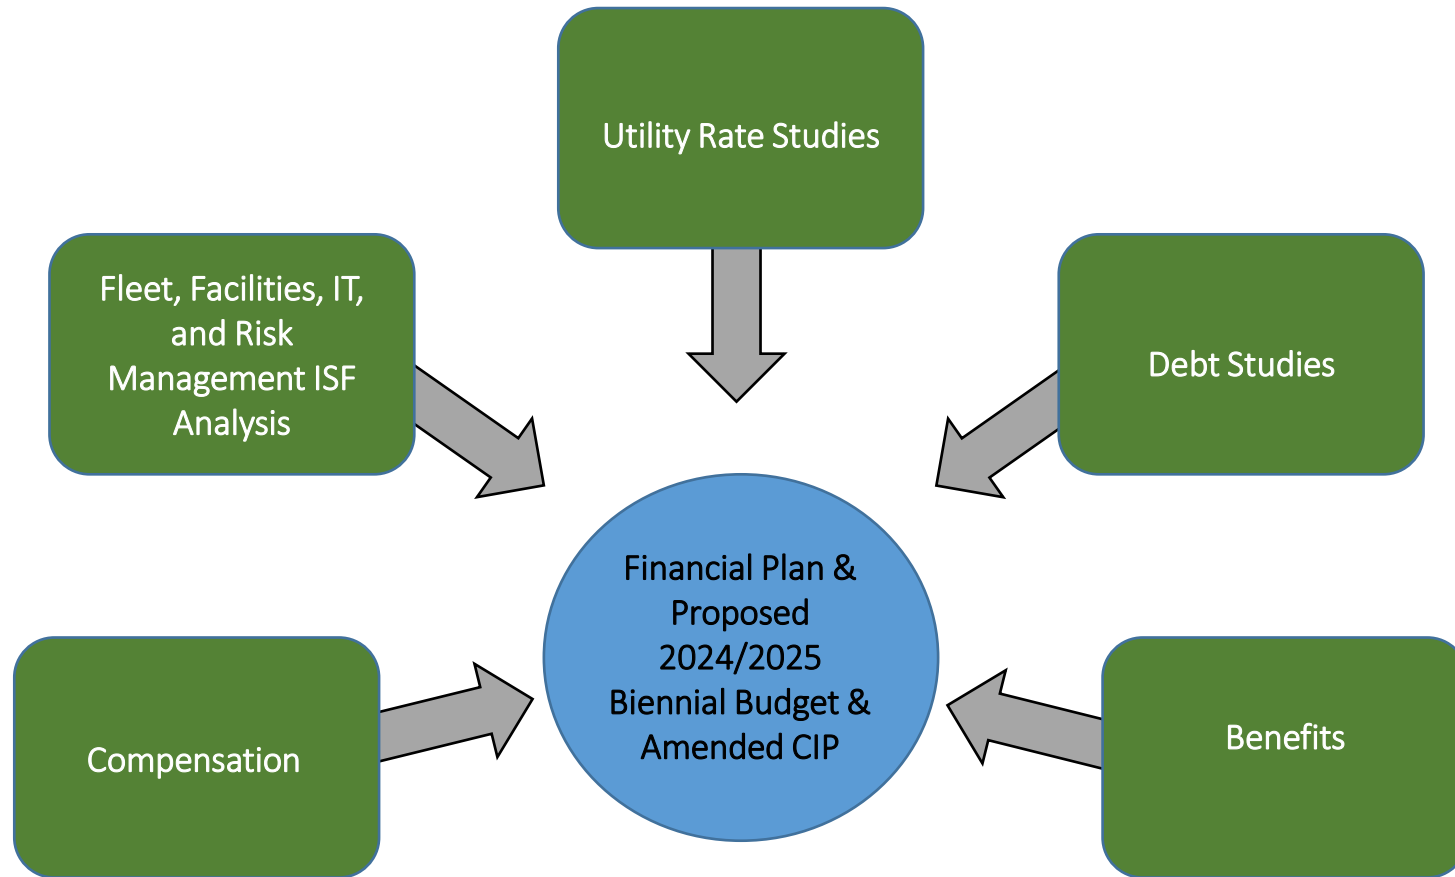 Utility Rate Studies
Fleet, Facilities, IT,
and Risk
Management ISF
Analysis
Debt Studies
Financial Plan &
Proposed
2024/2025
Biennial Budget &
Amended CIP
Compensation
Benefits